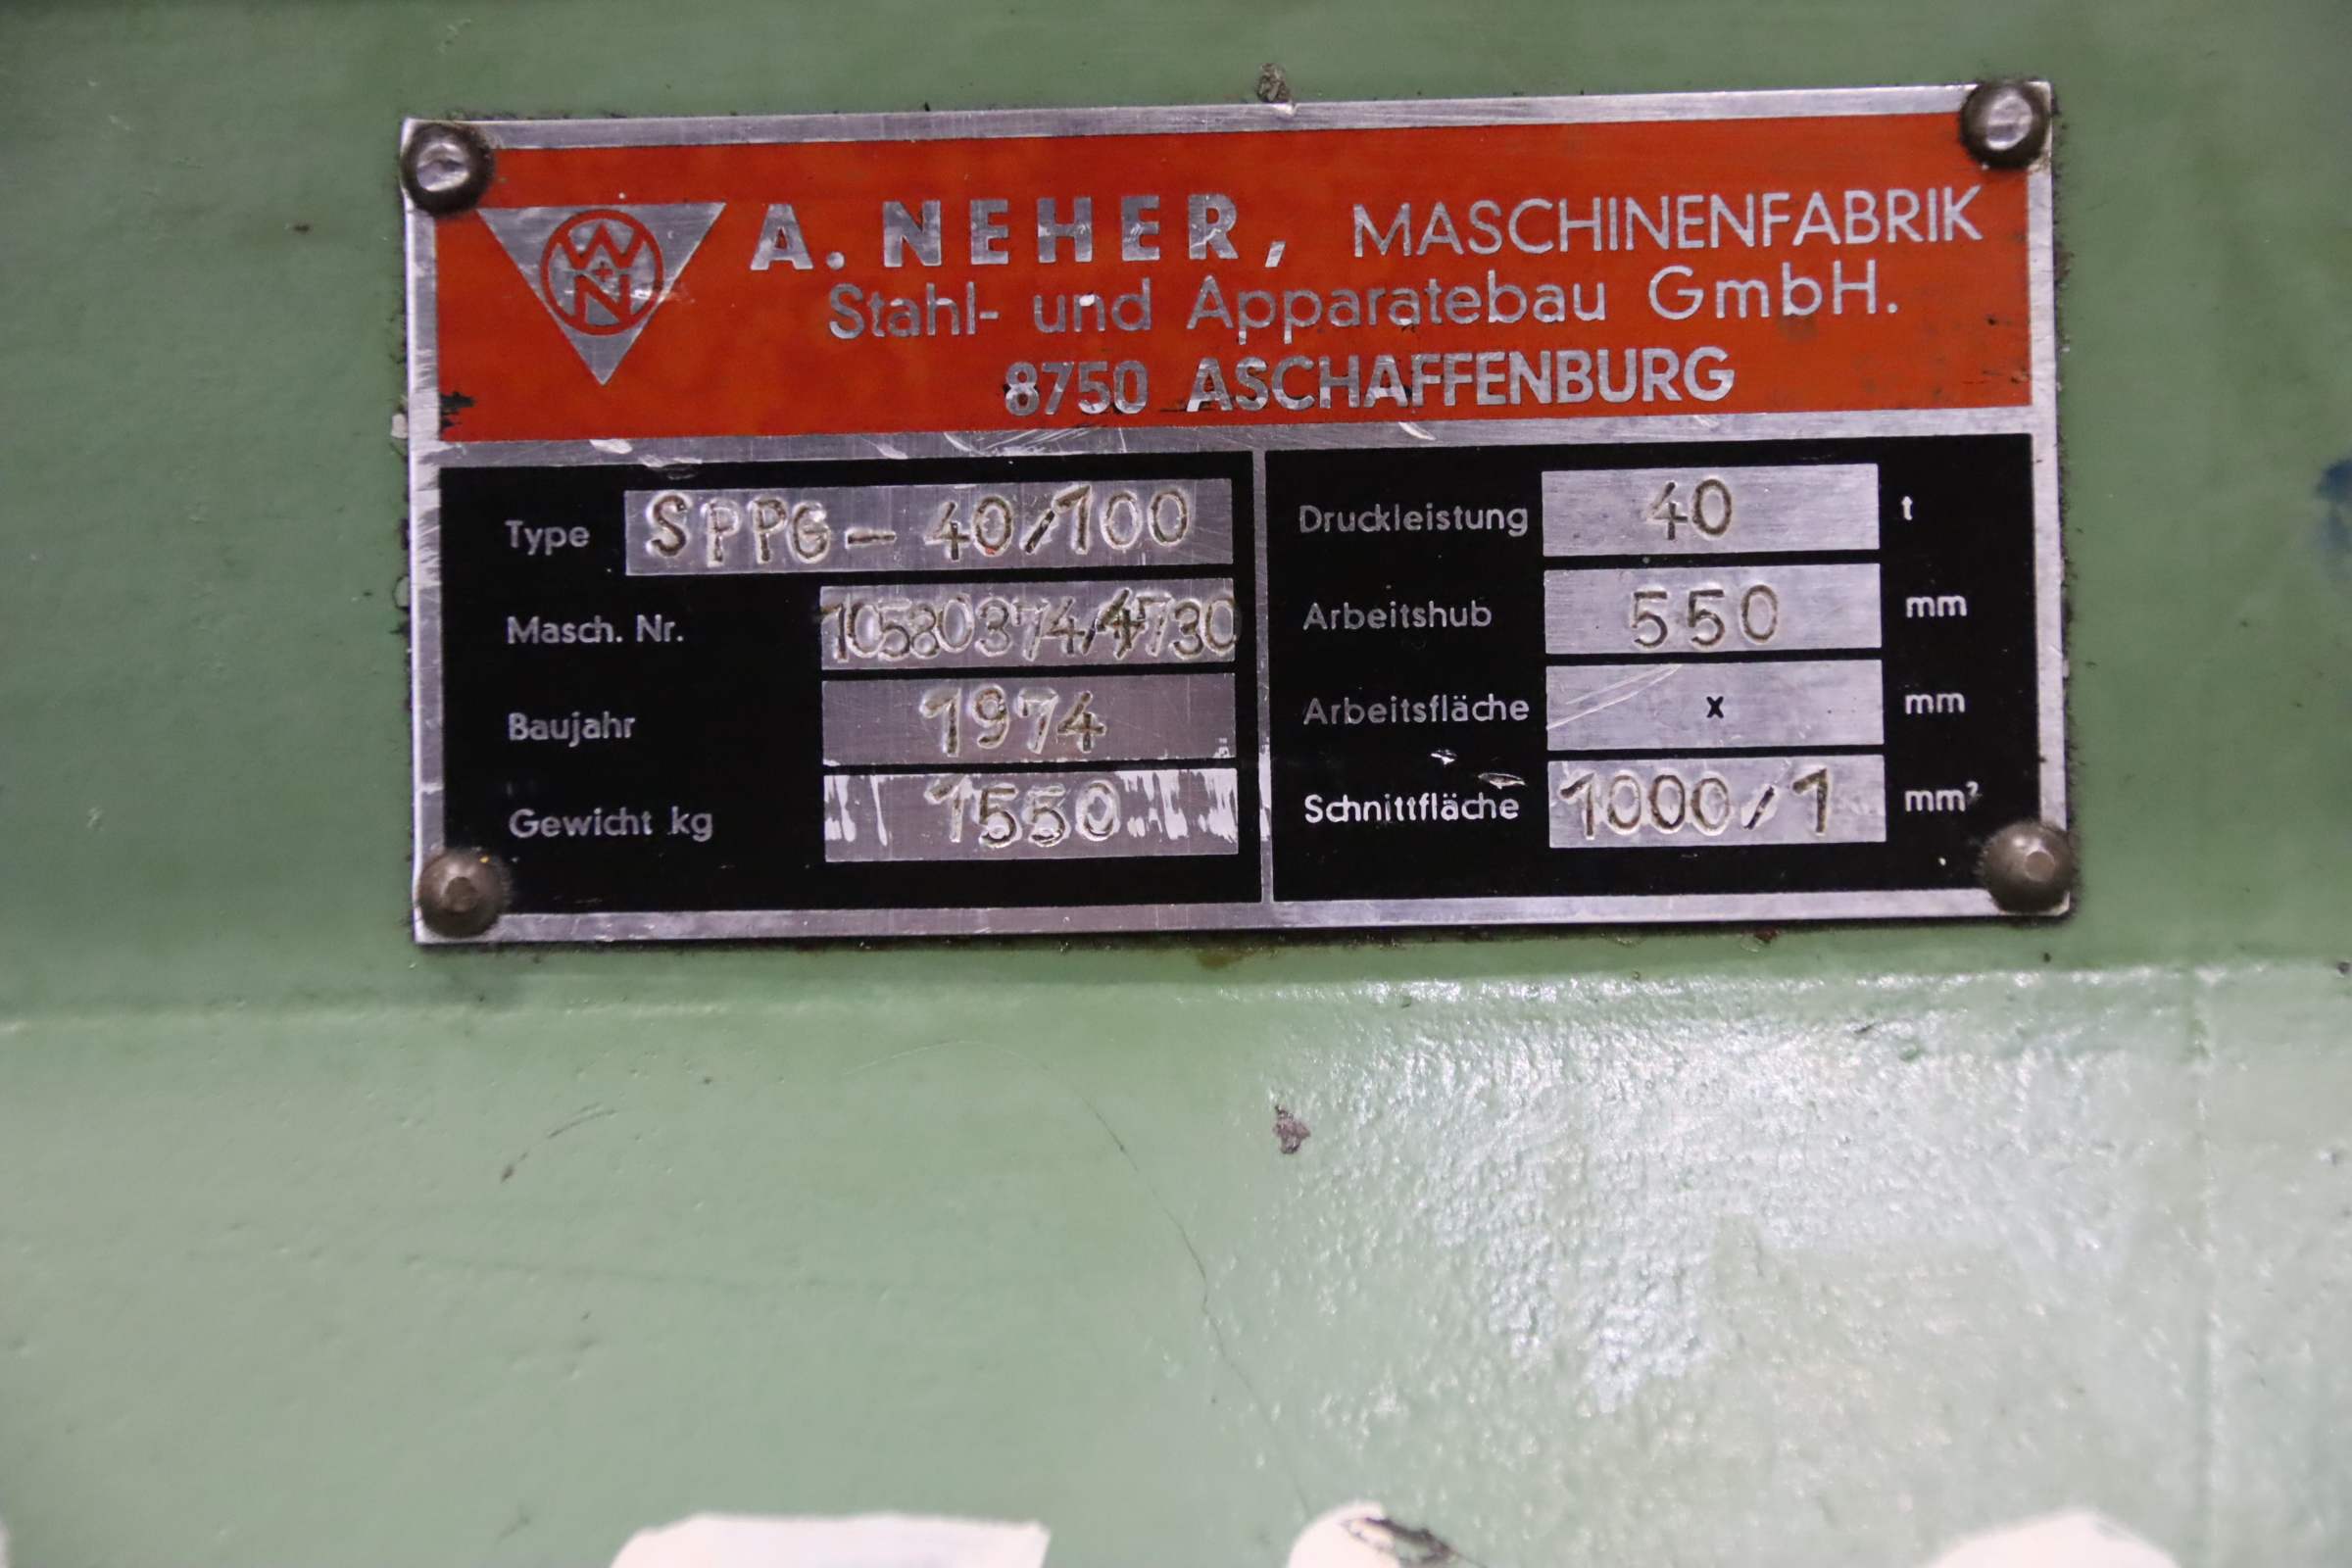 W+N
A. NEHER, MASCHINENFABRIK
Stahl- und Apparatebau GmbH.
8750 ASCHAFFENBURG
Type SPPG - 40/100
Masch. Nr. 10580374/4730
Baujahr 1974
Gewicht kg 1550
Druckleistung 40 t
Arbeitshub 550 mm
Arbeitsfläche x mm
Schnittfläche 1000/1 mm²